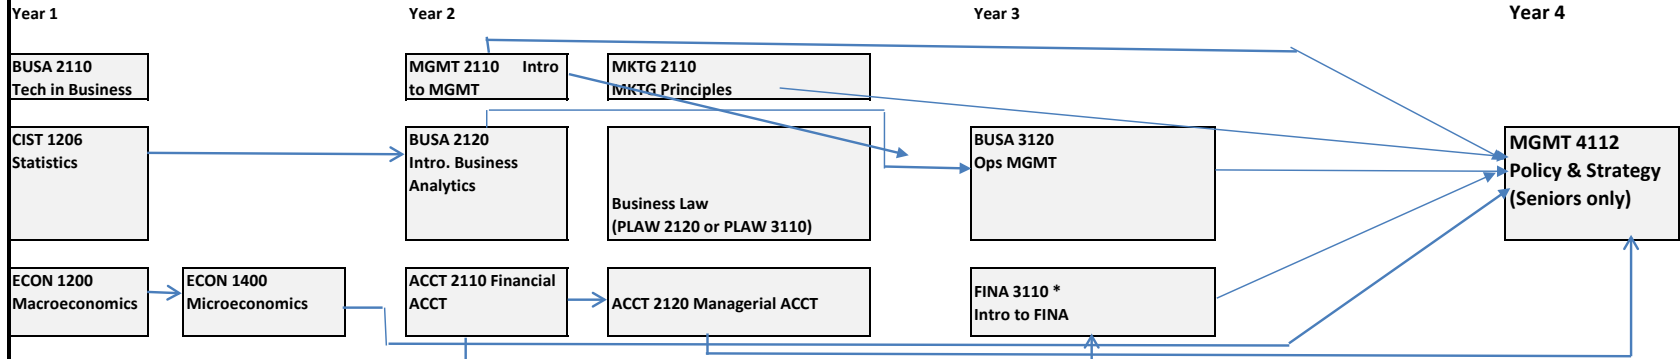 Year 1
Year 2
Year 3
Year 4
BUSA 2110
Tech in Business
MGMT 2110 Intro
to MGMT
MKTG 2110
MKTG Principles
CIST 1206
Statistics
BUSA 2120
Intro. Business
Analytics
Business Law
(PLAW 2120 or PLAW 3110)
BUSA 3120
Ops MGMT
MGMT 4112
Policy & Strategy
(Seniors only)
ECON 1200
Macroeconomics
ECON 1400
Microeconomics
ACCT 2110 Financial
ACCT
ACCT 2120 Managerial ACCT
FINA 3110 *
Intro to FINA